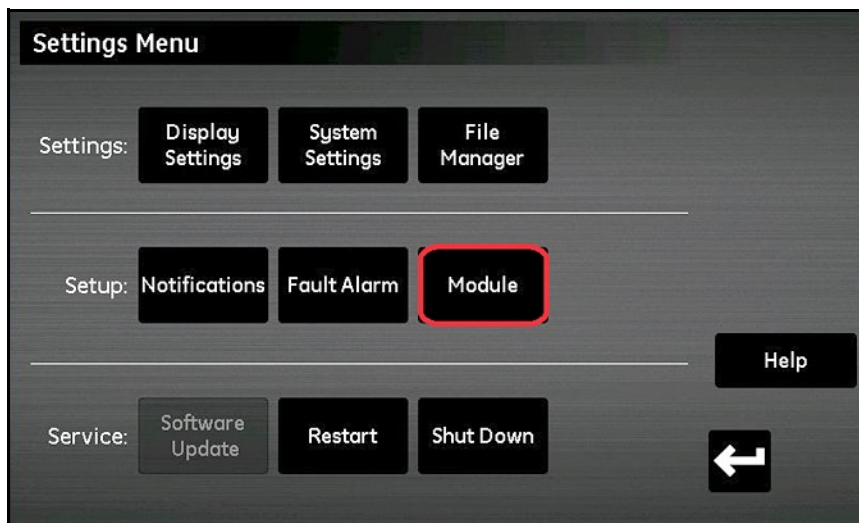 Settings Menu
Settings:
Display
Settings
System
Settings
File
Manager
Setup:
Notifications
Fault Alarm
Module
Help
Service:
Software
Update
Restart
Shut Down